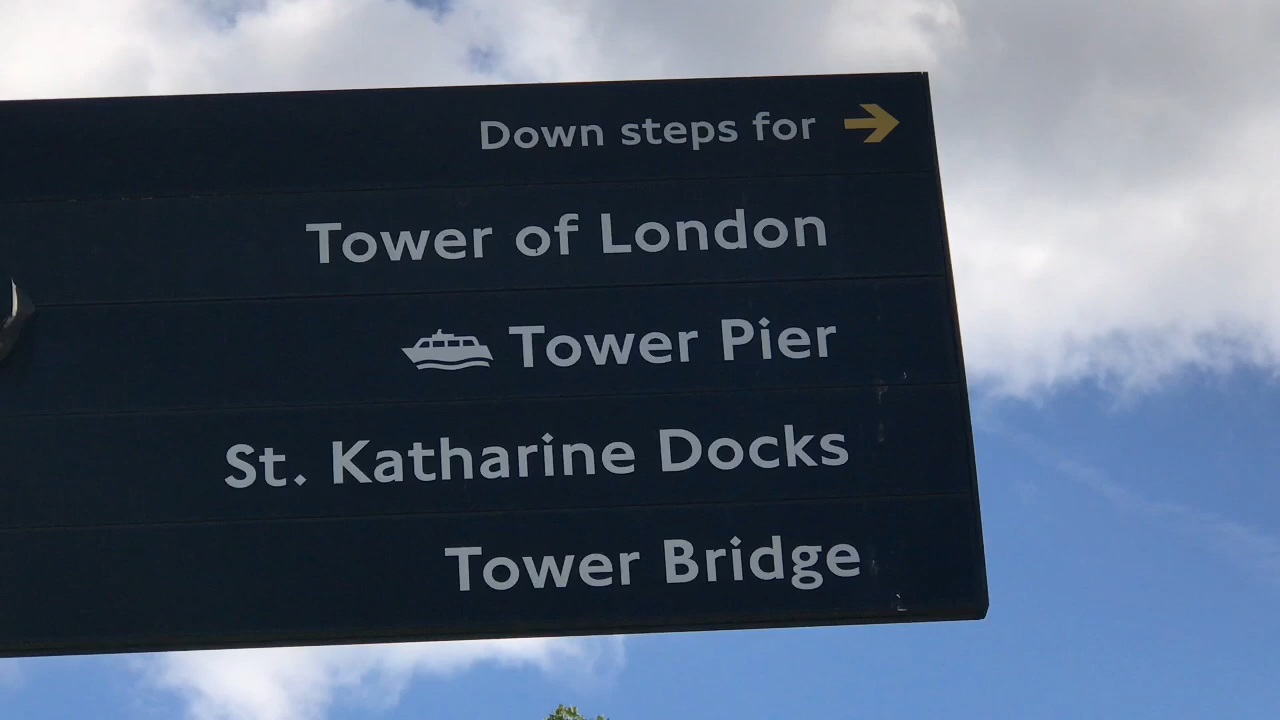 Down steps for
Tower of London
Tower Pier
St. Katharine Docks
Tower Bridge